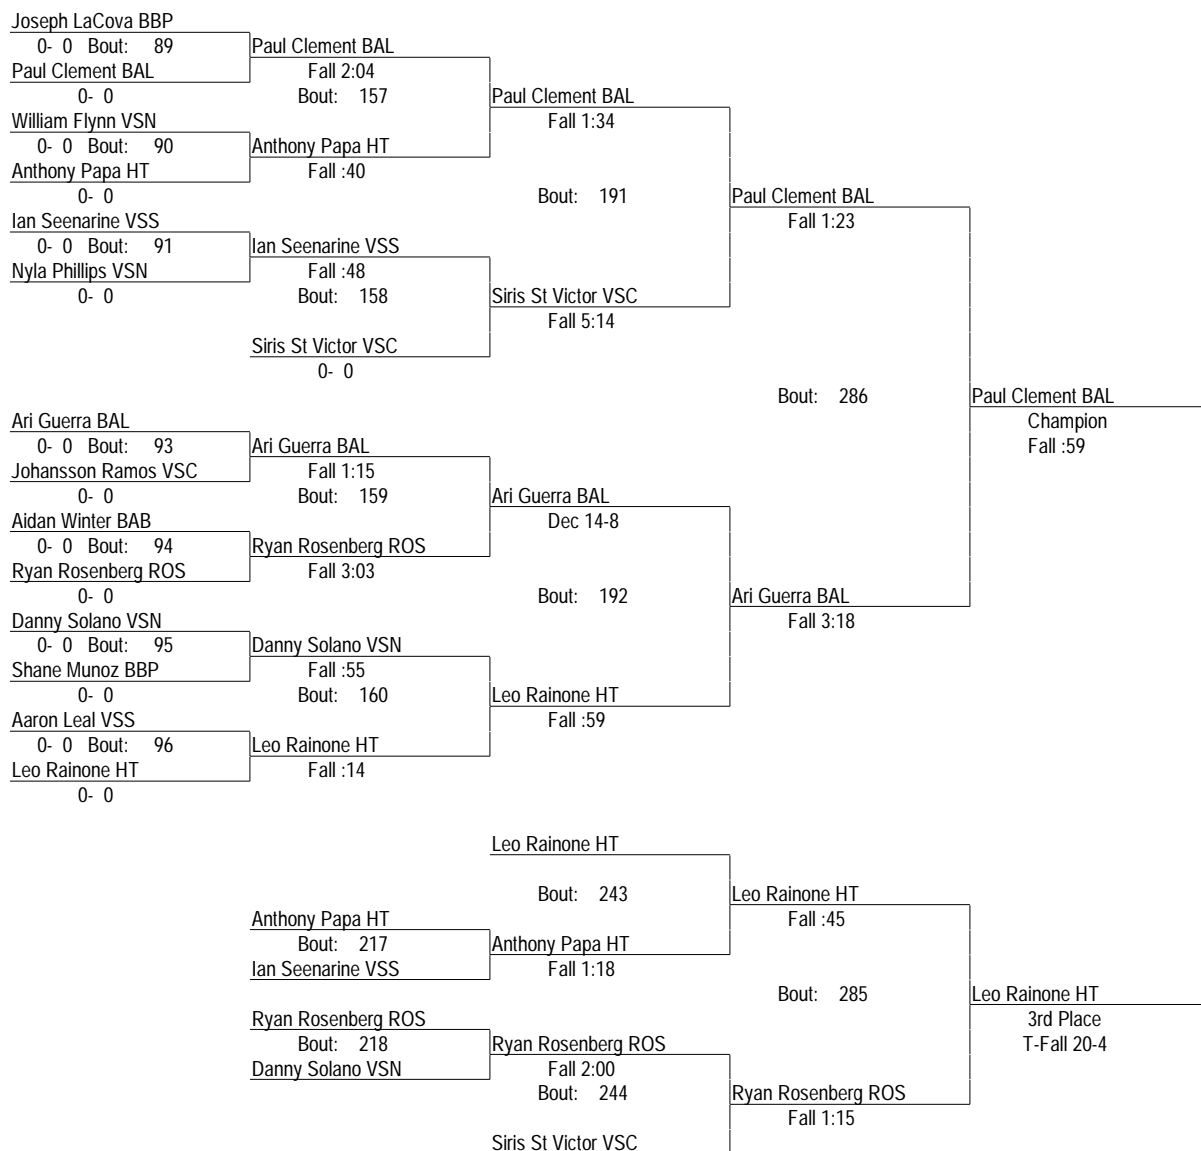 Joseph LaCova BBP
0- 0 Bout: 89 Paul Clement BAL
Paul Clement BAL Fall 2:04
0- 0 Bout: 157 Paul Clement BAL
William Flynn VSN Fall 1:34
0- 0 Bout: 90 Anthony Papa HT
Anthony Papa HT Fall :40
0- 0 Bout: 191 Paul Clement BAL
Ian Seenarine VSS Fall 1:23
0- 0 Bout: 91 Ian Seenarine VSS
Nyla Phillips VSN Fall :48
0- 0 Bout: 158 Siris St Victor VSC
Fall 5:14
Siris St Victor VSC
0- 0
Bout: 286 Paul Clement BAL
Ari Guerra BAL Champion
0- 0 Bout: 93 Ari Guerra BAL Fall :59
Johansson Ramos VSC Fall 1:15
0- 0 Bout: 159 Ari Guerra BAL
Aidan Winter BAB Dec 14-8
0- 0 Bout: 94 Ryan Rosenberg ROS
Ryan Rosenberg ROS Fall 3:03
0- 0 Bout: 192 Ari Guerra BAL
Danny Solano VSN Fall 3:18
0- 0 Bout: 95 Danny Solano VSN
Shane Munoz BBP Fall :55
0- 0 Bout: 160 Leo Rainone HT
Aaron Leal VSS Fall :59
0- 0 Bout: 96 Leo Rainone HT
Leo Rainone HT Fall :14
0- 0
Leo Rainone HT
Bout: 243 Leo Rainone HT
Anthony Papa HT Fall :45
Bout: 217 Anthony Papa HT
Ian Seenarine VSS Fall 1:18
Bout: 285 Leo Rainone HT
Ryan Rosenberg ROS 3rd Place
Bout: 218 Ryan Rosenberg ROS T-Fall 20-4
Danny Solano VSN Fall 2:00
Bout: 244 Ryan Rosenberg ROS
Fall 1:15
Siris St Victor VSC